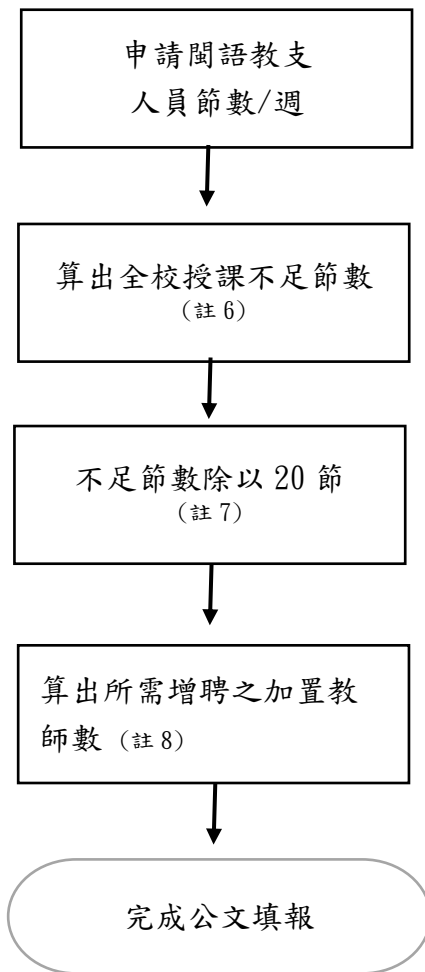 申請閩語教支
人員節數/週
算出全校授課不足節數
(註 6)
不足節數除以 20 節
(註 7)
算出所需增聘之加置教
師數 (註 8)
完成公文填報